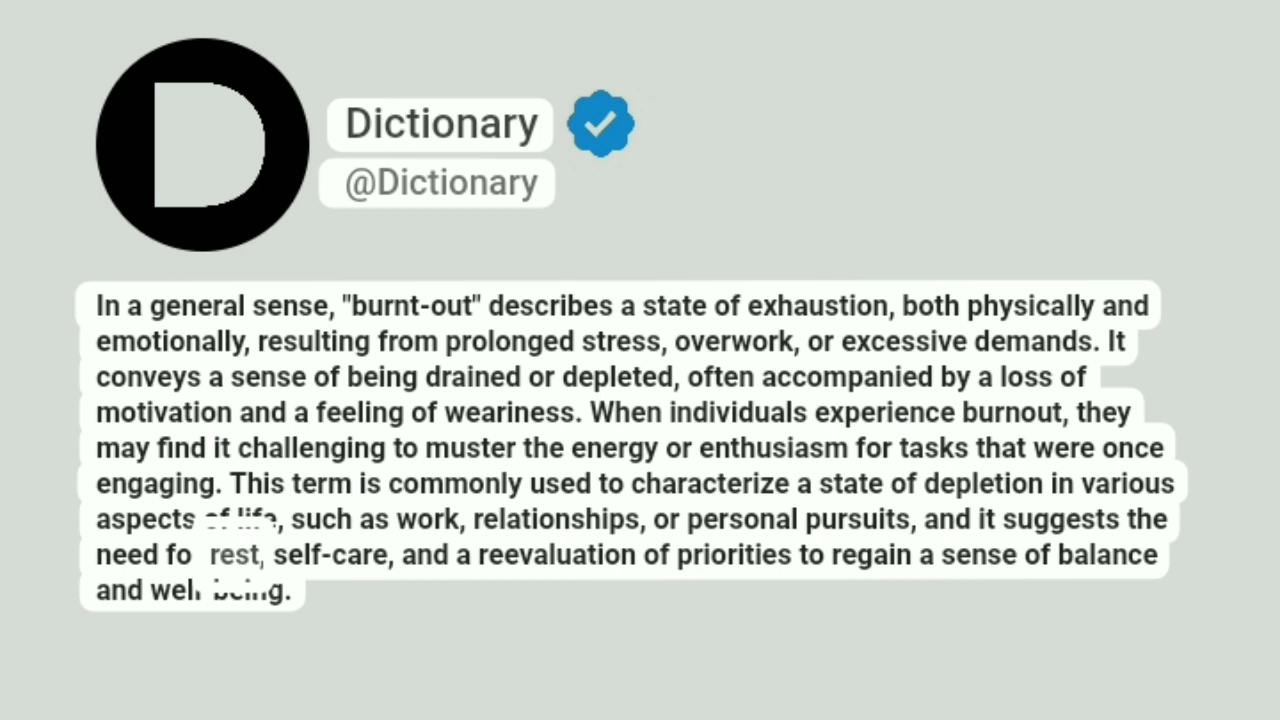 D
Dictionary
@Dictionary
In a general sense, "burnt-out" describes a state of exhaustion, both physically and
emotionally, resulting from prolonged stress, overwork, or excessive demands. It
conveys a sense of being drained or depleted, often accompanied by a loss of
motivation and a feeling of weariness. When individuals experience burnout, they
may find it challenging to muster the energy or enthusiasm for tasks that were once
engaging. This term is commonly used to characterize a state of depletion in various
aspects of life, such as work, relationships, or personal pursuits, and it suggests the
need fo rest, self-care, and a reevaluation of priorities to regain a sense of balance
and well-being.